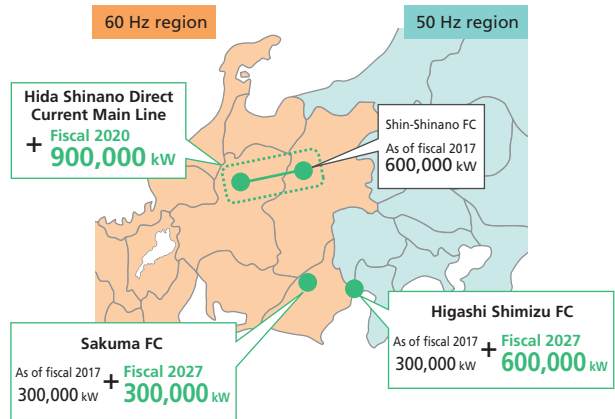 60 Hz region
50 Hz region
Hida Shinano Direct
Current Main Line
+ Fiscal 2020
900,000 kW
Shin-Shinano FC
As of fiscal 2017
600,000 kW
Sakuma FC
As of fiscal 2017
300,000 kW
+
Fiscal 2027
300,000 kW
Higashi Shimizu FC
As of fiscal 2017
300,000 kW
+
Fiscal 2027
600,000 kW